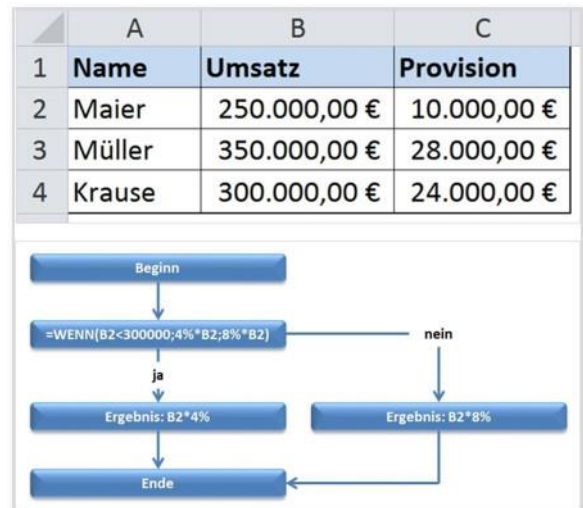 A B C
1 Name Umsatz Provision
2 Maier 250.000,00 € 10.000,00 €
3 Müller 350.000,00 € 28.000,00 €
4 Krause 300.000,00 € 24.000,00 €
Beginn
=WENN(B2<300000;4%*B2;8%*B2)
nein
ja
Ergebnis: B2*4%
Ergebnis: B2*8%
Ende